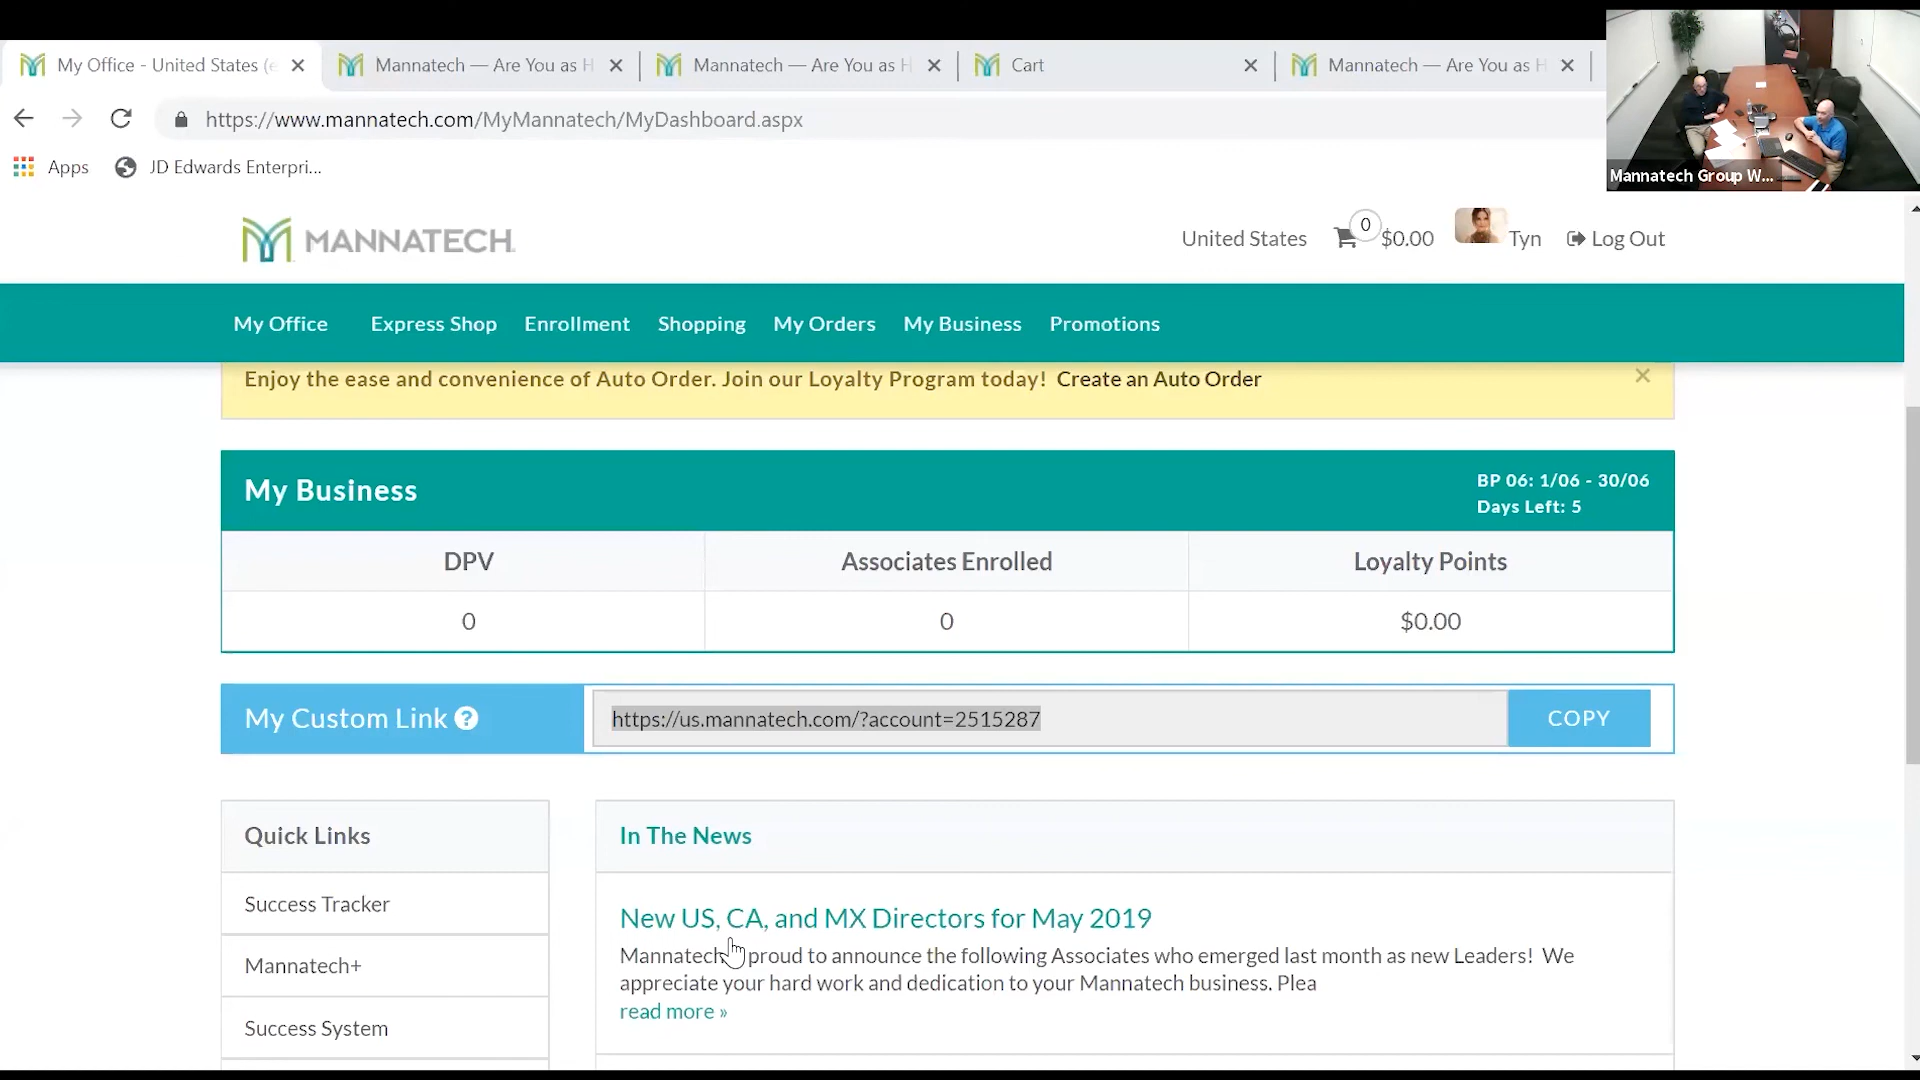 My Office - United States (e
Mannatech — Are You as H
Mannatech — Are You as H
Cart
Mannatech — Are You as H
https://www.mannatech.com/MyMannatech/MyDashboard.aspx
Apps
JD Edwards Enterpri...
Mannatech Group W...
MANNATECH
United States
0
$0.00
Tyn
Log Out
My Office
Express Shop
Enrollment
Shopping
My Orders
My Business
Promotions
Enjoy the ease and convenience of Auto Order. Join our Loyalty Program today! Create an Auto Order
My Business
BP 06: 1/06 - 30/06
Days Left: 5
DPV
Associates Enrolled
Loyalty Points
0
0
$0.00
My Custom Link ?
https://us.mannatech.com/?account=2515287
COPY
Quick Links
Success Tracker
Mannatech+
Success System
In The News
New US, CA, and MX Directors for May 2019
Mannatech proud to announce the following Associates who emerged last month as new Leaders! We
appreciate your hard work and dedication to your Mannatech business. Plea
read more »